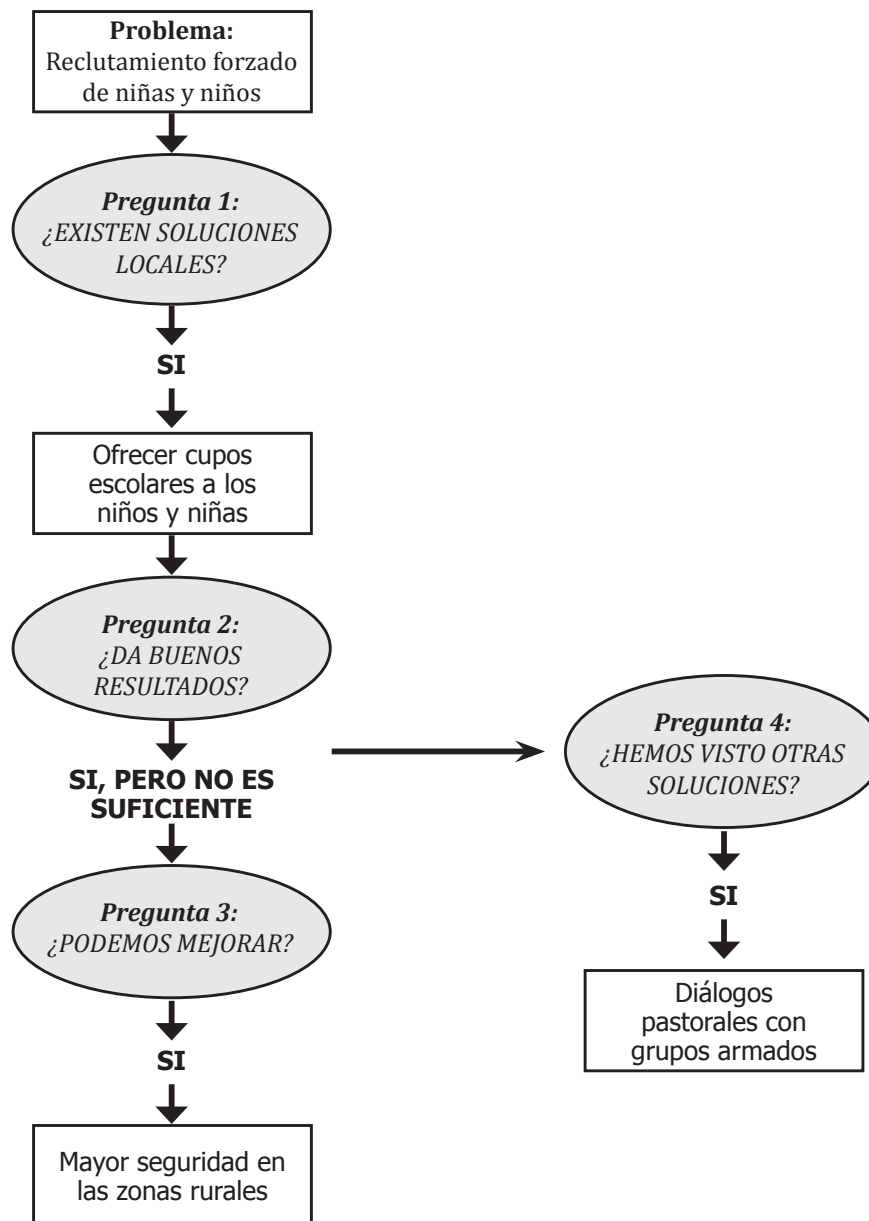 Problema:
Reclutamiento forzado
de niñas y niños
Pregunta 1:
¿EXISTEN SOLUCIONES
LOCALES?
SI
Ofrecer cupos
escolares a los
niños y niñas
Pregunta 2:
¿DA BUENOS
RESULTADOS?
SI, PERO NO ES
SUFICIENTE
Pregunta 3:
¿PODEMOS MEJORAR?
SI
Mayor seguridad en
las zonas rurales
Pregunta 4:
¿HEMOS VISTO OTRAS
SOLUCIONES?
SI
Diálogos
pastorales con
grupos armados